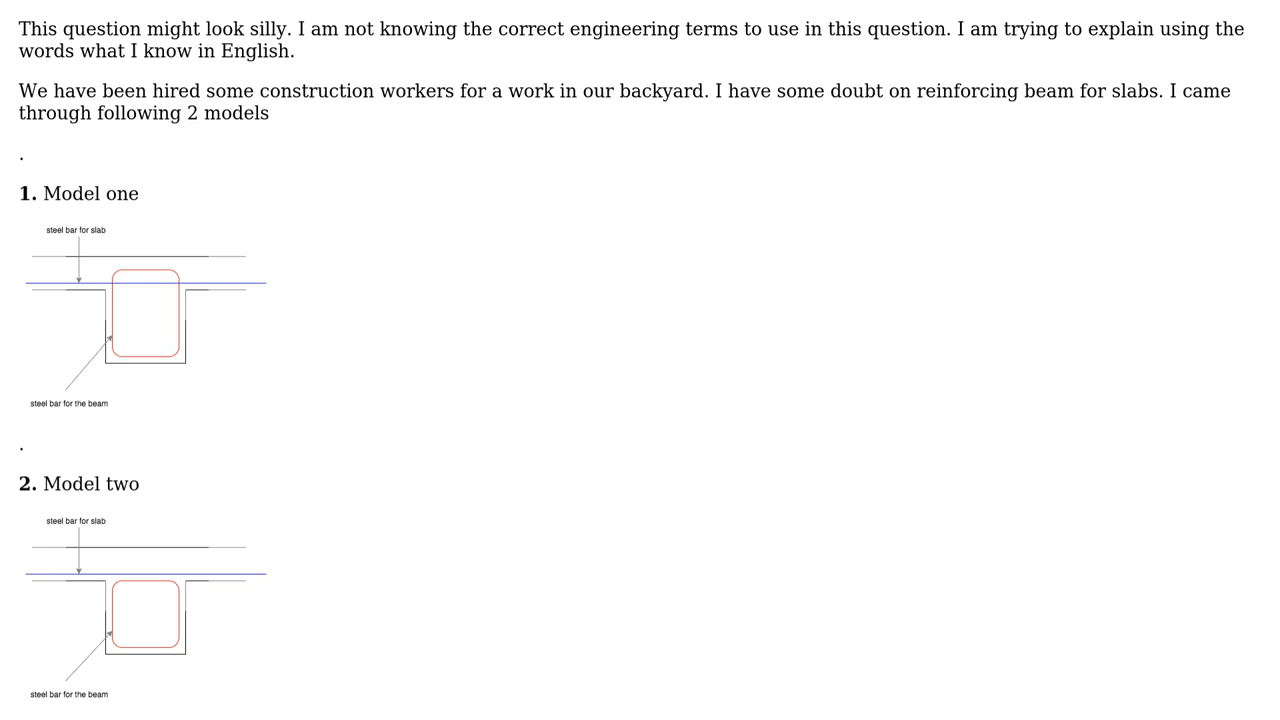 This question might look silly. I am not knowing the correct engineering terms to use in this question. I am trying to explain using the
words what I know in English.
We have been hired some construction workers for a work in our backyard. I have some doubt on reinforcing beam for slabs. I came
through following 2 models
.
1. Model one
steel bar for slab
steel bar for the beam
.
2. Model two
steel bar for slab
steel bar for the beam